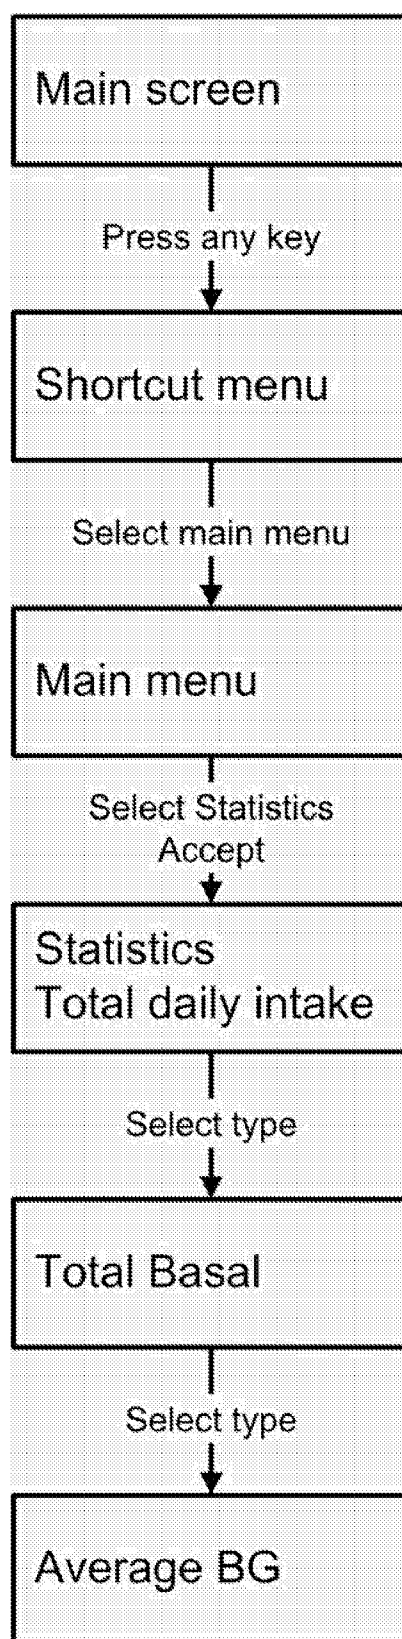 Main screen
Press any key
Shortcut menu
Select main menu
Main menu
Select Statistics
Accept
Statistics
Total daily intake
Select type
Total Basal
Select type
Average BG